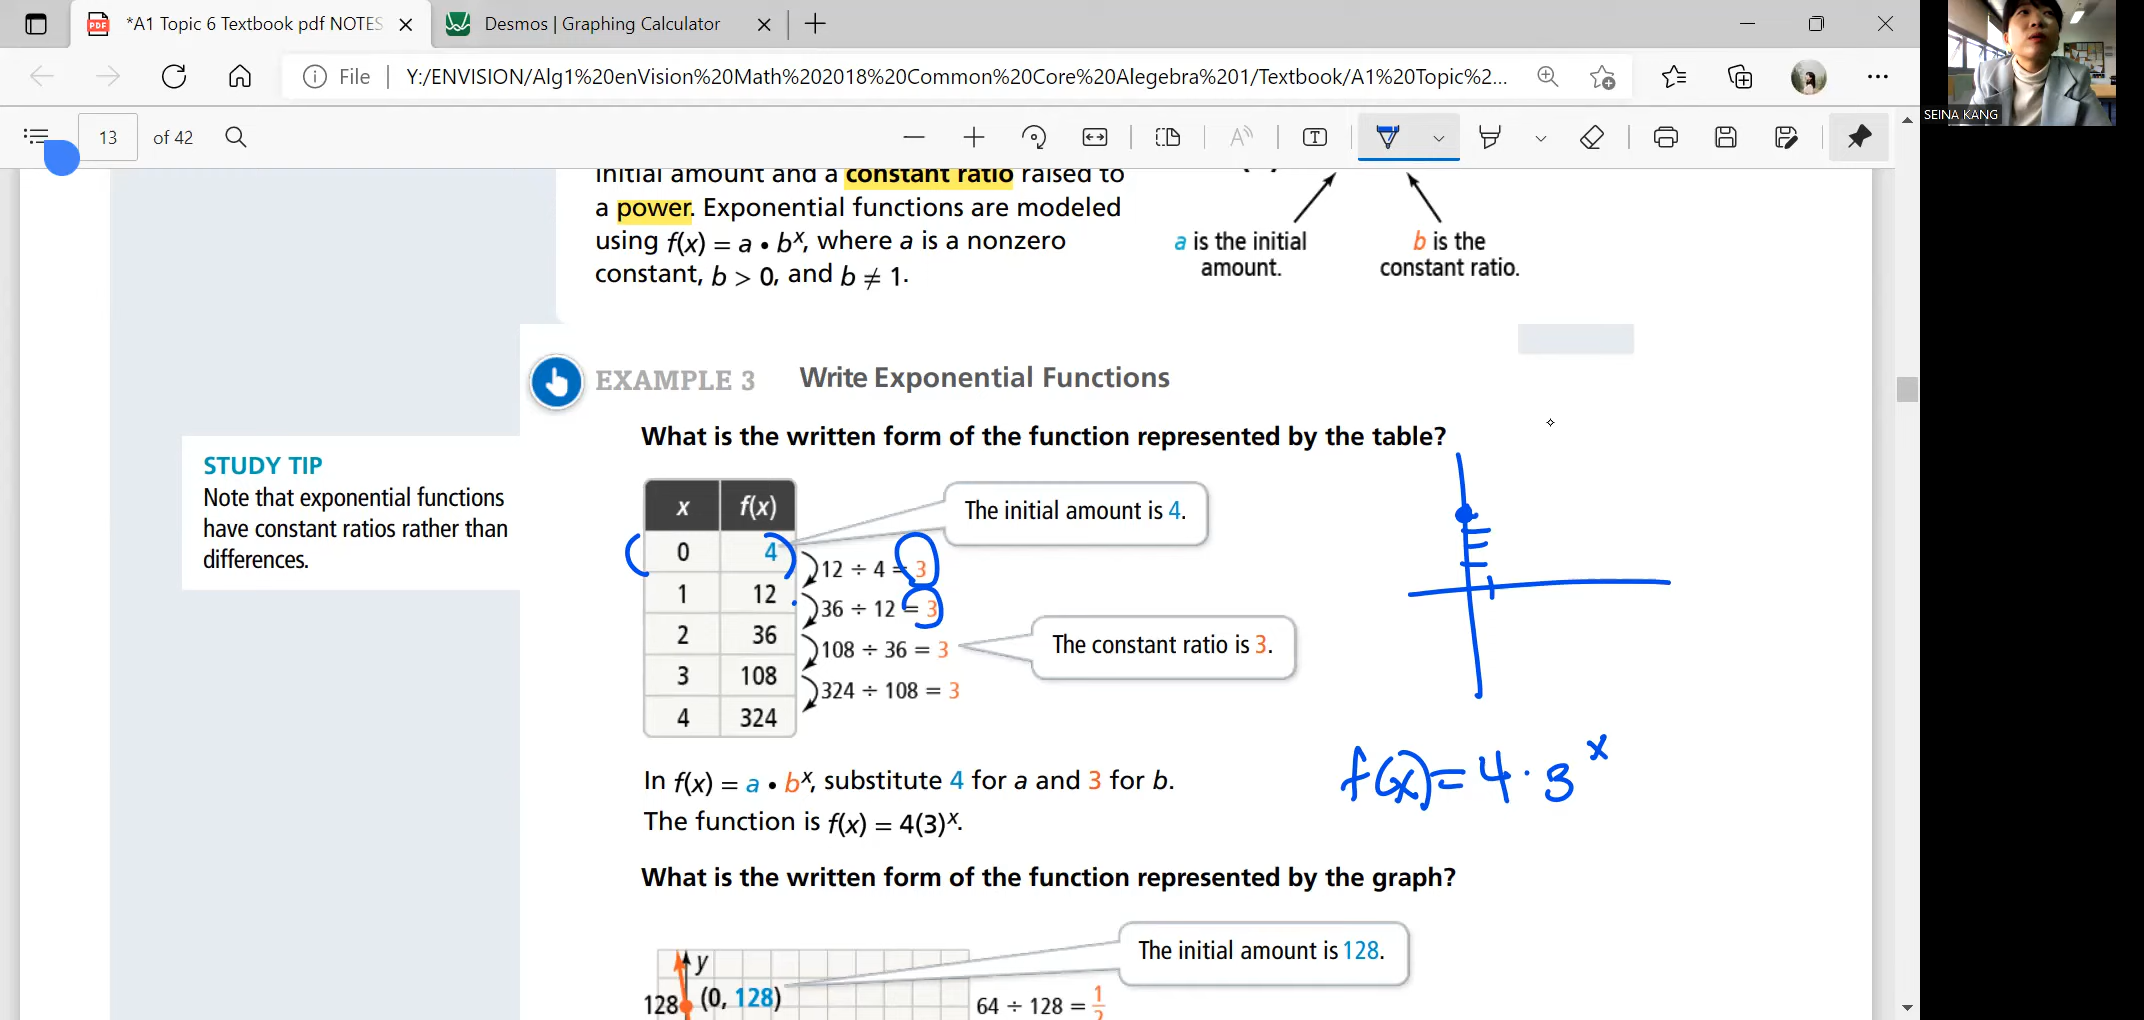 *A1 Topic 6 Textbook pdf NOTES
Desmos | Graphing Calculator
File
Y:/ENVISION/Alg1%20enVision%20Math%202018%20Common%20Core%20Alegebra%201/Textbook/A1%20Topic%2...
13 of 42
SEINA KANG
initial amount and a constant ratio raised to
a power. Exponential functions are modeled
using f(x) = a • b^x, where a is a nonzero
constant, b > 0, and b ≠ 1.
a is the initial
amount.
b is the
constant ratio.
EXAMPLE 3 Write Exponential Functions
What is the written form of the function represented by the table?
STUDY TIP
Note that exponential functions
have constant ratios rather than
differences.
x f(x)
0 4
1 12
2 36
3 108
4 324
The initial amount is 4.
12 ÷ 4 = 3
36 ÷ 12 = 3
108 ÷ 36 = 3
324 ÷ 108 = 3
The constant ratio is 3.
In f(x) = a • b^x, substitute 4 for a and 3 for b.
The function is f(x) = 4(3)^x.
f(x) = 4 · 3^x
What is the written form of the function represented by the graph?
The initial amount is 128.
y
128 (0, 128)
64 ÷ 128 = 1/2